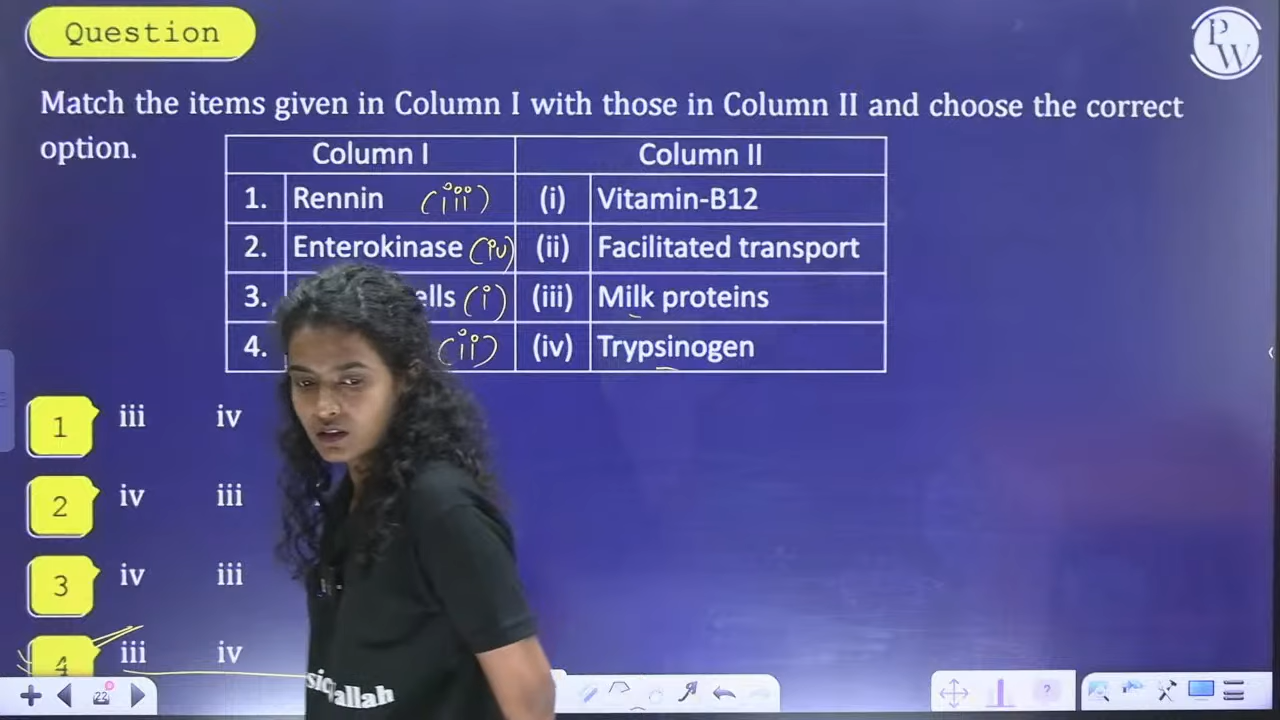 Question
PW
Match the items given in Column I with those in Column II and choose the correct
option.
Column I Column II
1. Rennin (iii) (i) Vitamin-B12
2. Enterokinase (iv) (ii) Facilitated transport
3. ells (i) (iii) Milk proteins
4. (ii) (iv) Trypsinogen
1 iii iv
2 iv iii
3 iv iii
4 iii iv
22